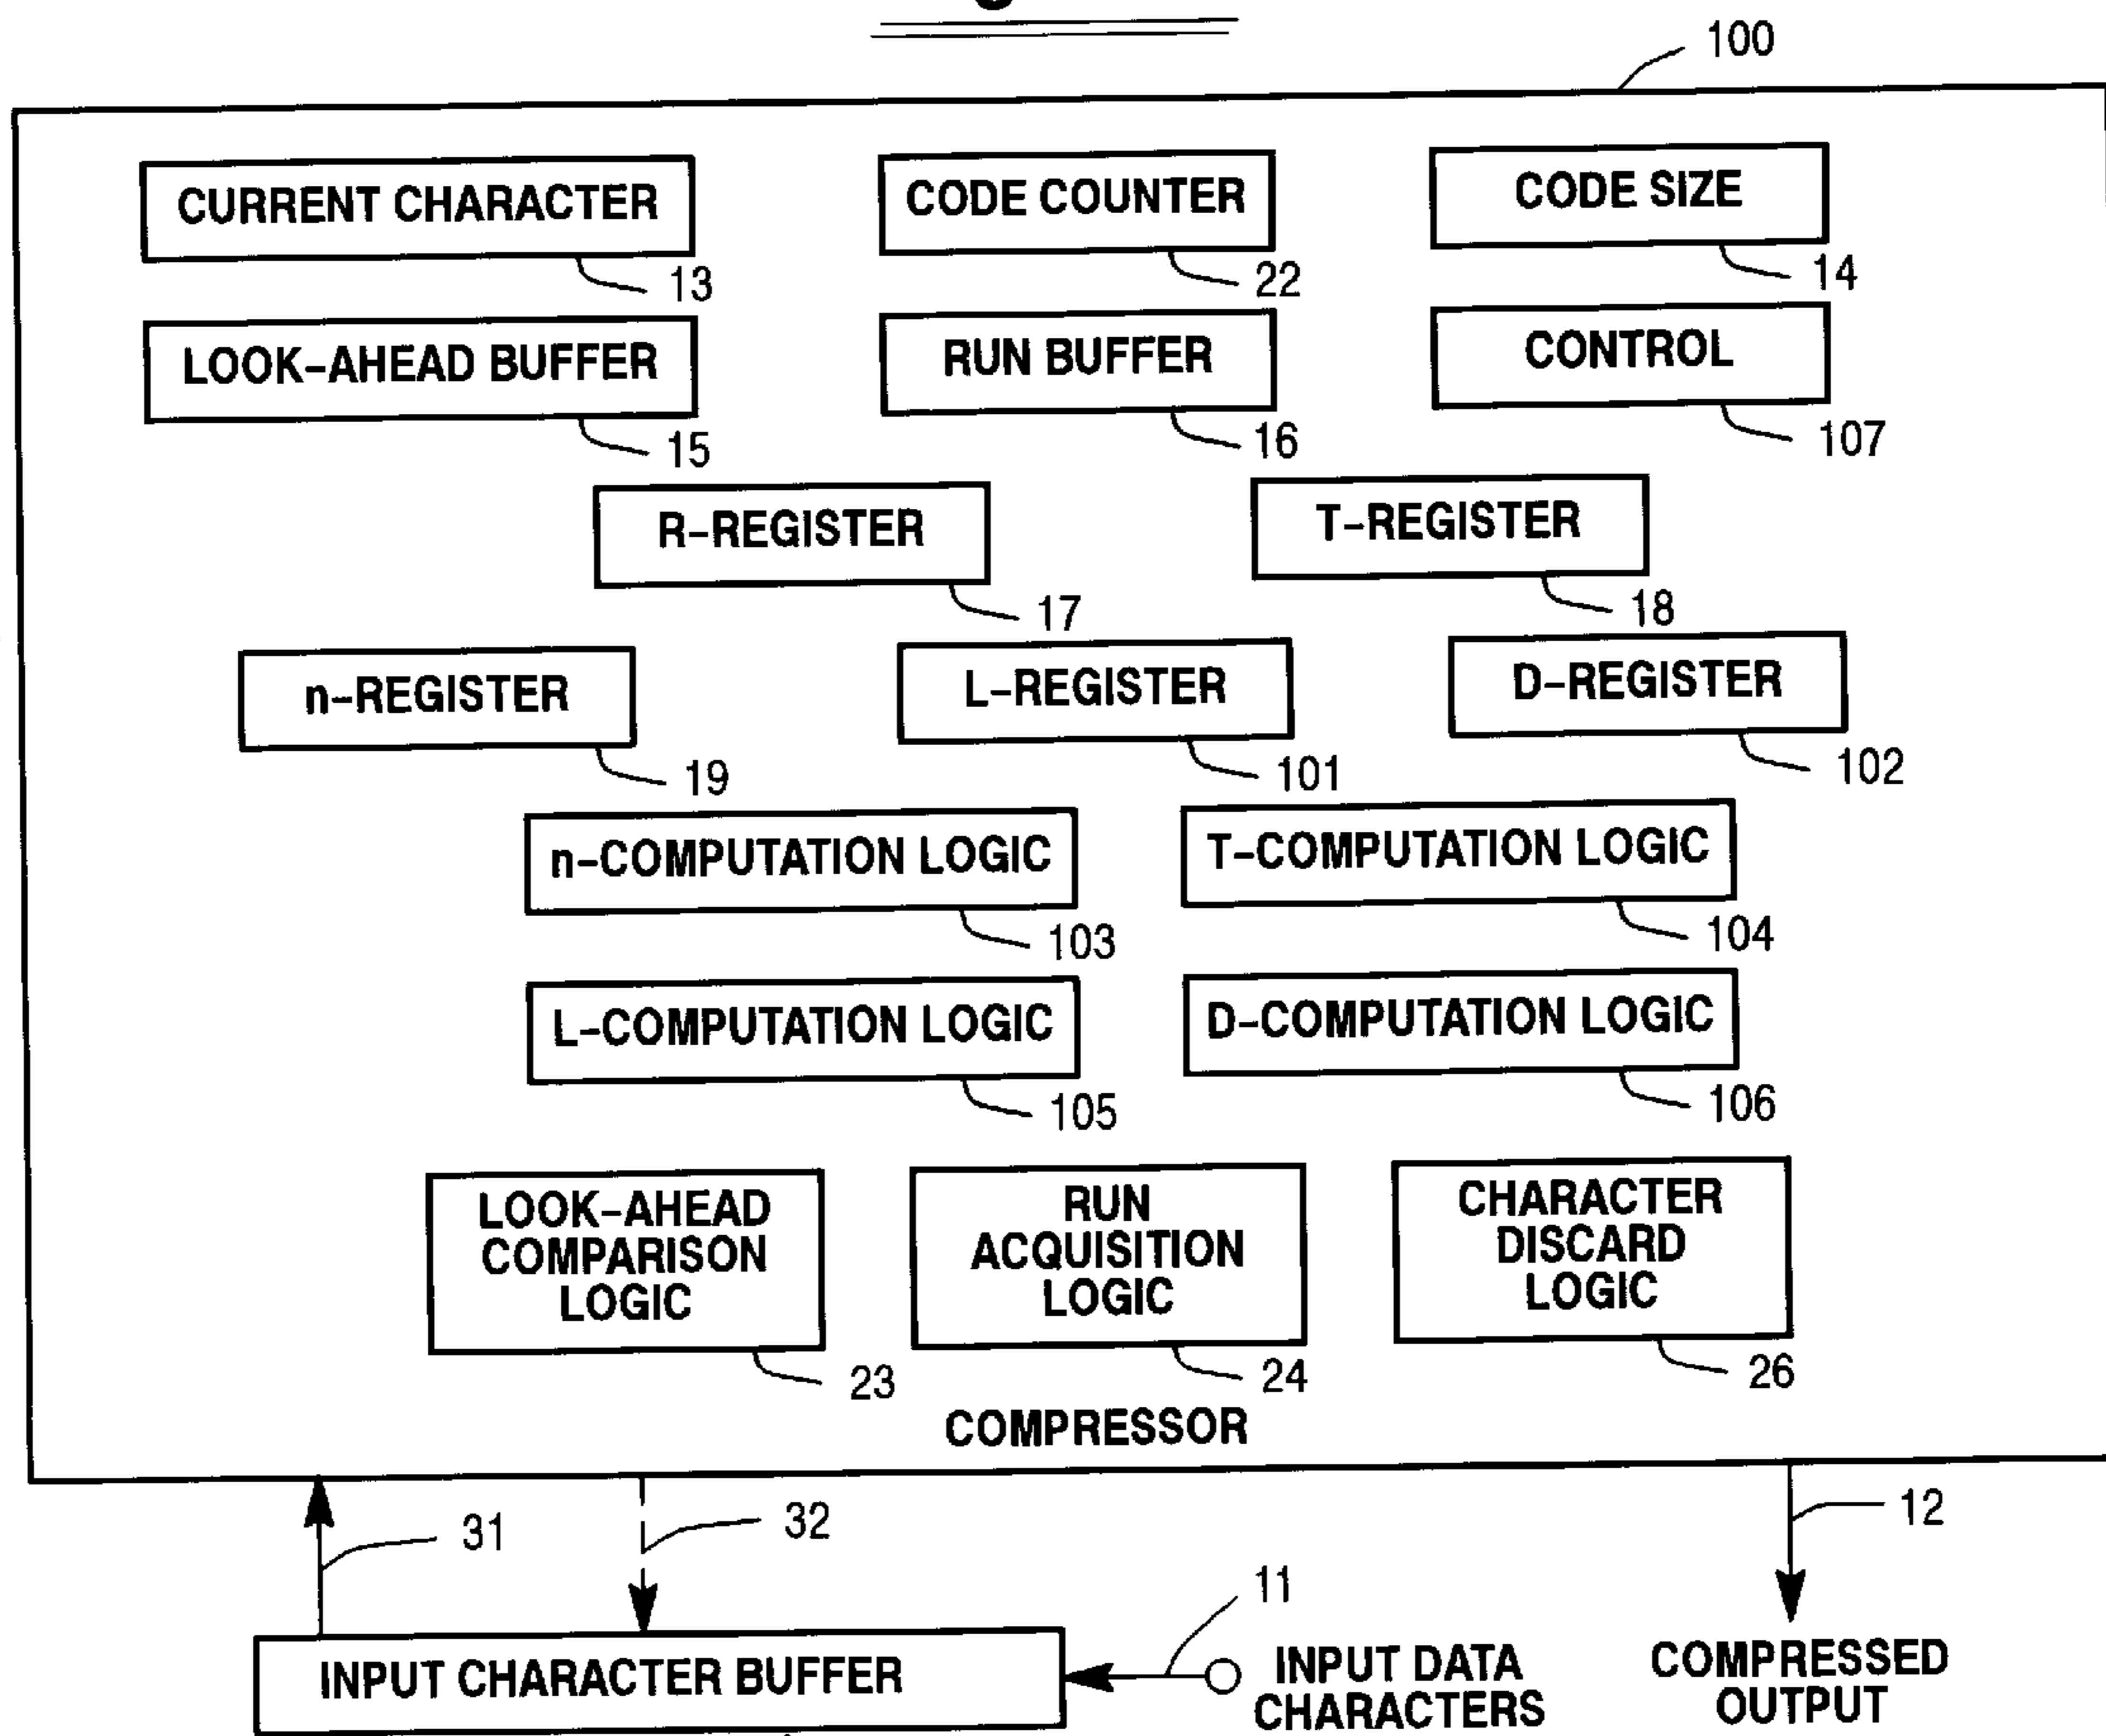 100
CURRENT CHARACTER
CODE COUNTER
CODE SIZE
13
22
14
LOOK-AHEAD BUFFER
RUN BUFFER
CONTROL
15
16
107
R-REGISTER
T-REGISTER
17
18
n-REGISTER
L-REGISTER
D-REGISTER
19
101
102
n-COMPUTATION LOGIC
T-COMPUTATION LOGIC
103
104
L-COMPUTATION LOGIC
D-COMPUTATION LOGIC
105
106
LOOK-AHEAD
COMPARISON
LOGIC
RUN
ACQUISITION
LOGIC
CHARACTER
DISCARD
LOGIC
23
24
26
COMPRESSOR
31
32
12
11
INPUT CHARACTER BUFFER
INPUT DATA
CHARACTERS
COMPRESSED
OUTPUT